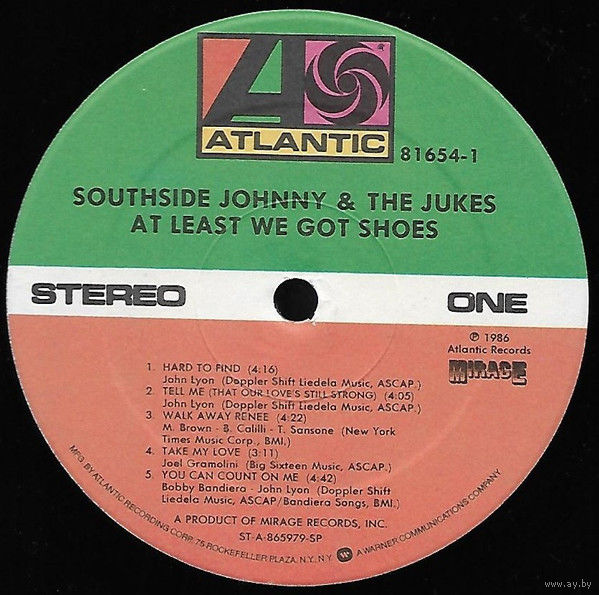 ATLANTIC
®
81654-1
SOUTHSIDE JOHNNY & THE JUKES
AT LEAST WE GOT SHOES
STEREO
ONE
℗ 1986
Atlantic Records
MIRAGE
1. HARD TO FIND (4:16)
John Lyon (Doppler Shift Liedela Music, ASCAP.)
2. TELL ME (THAT OUR LOVE'S STILL STRONG) (4:05)
John Lyon (Doppler Shift Liedela Music, ASCAP.)
3. WALK AWAY RENEE (4:22)
M. Brown - B. Calilli - T. Sansone (New York
Times Music Corp., BMI.)
4. TAKE MY LOVE (3:11)
Joel Gramolini (Big Sixteen Music, ASCAP.)
5. YOU CAN COUNT ON ME (4:42)
Bobby Bandiera - John Lyon (Doppler Shift
Liedela Music, ASCAP/Bandiera Songs, BMI.)
A PRODUCT OF MIRAGE RECORDS, INC.
ST-A-865979-SP
MFG. BY ATLANTIC RECORDING CORP. 75 ROCKEFELLER PLAZA, N.Y., N.Y. A WARNER COMMUNICATIONS COMPANY
www.ay.by